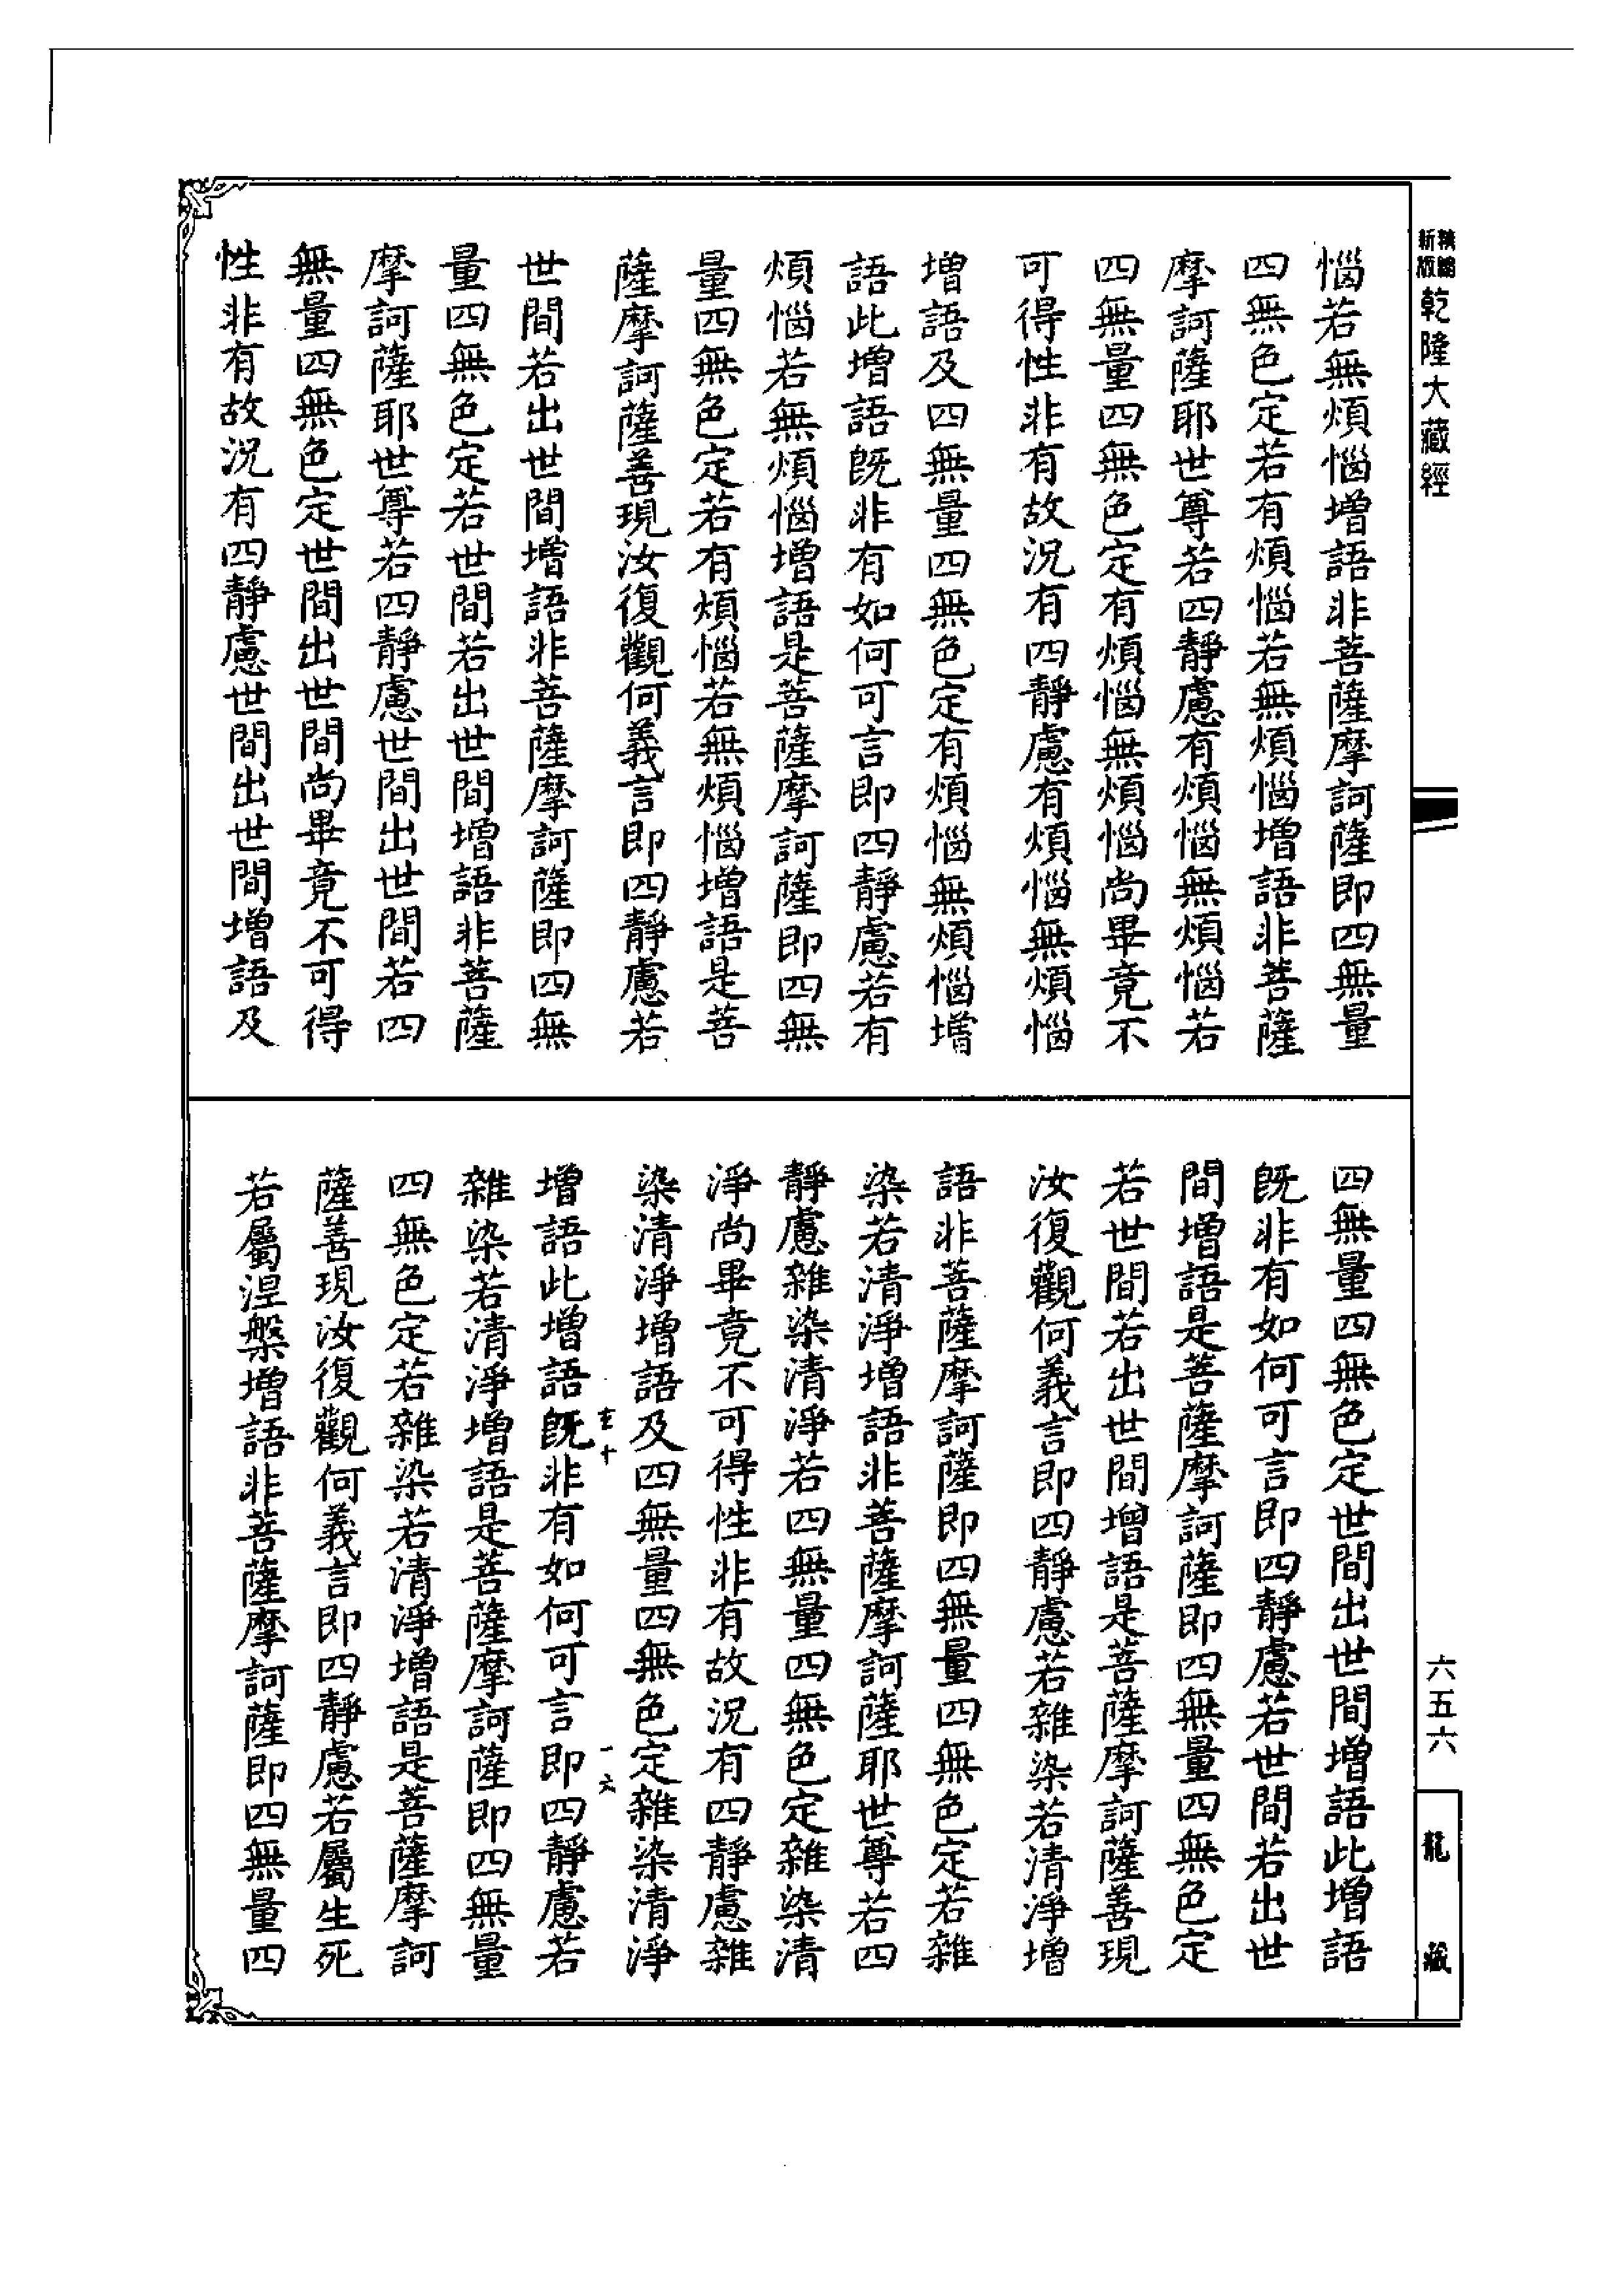 精編
新版
乾隆大藏經
惱若無煩惱增語非菩薩摩訶薩即四無量
四無色定若有煩惱若無煩惱增語非菩薩
摩訶薩耶世尊若四靜慮有煩惱無煩惱若
四無量四無色定有煩惱無煩惱尚畢竟不
可得性非有故況有四靜慮有煩惱無煩惱
增語及四無量四無色定有煩惱無煩惱增
語此增語既非有如何可言即四靜慮若有
煩惱若無煩惱增語是菩薩摩訶薩即四無
量四無色定若有煩惱若無煩惱增語是菩
薩摩訶薩善現汝復觀何義言即四靜慮若
世間若出世間增語非菩薩摩訶薩即四無
量四無色定若世間若出世間增語非菩薩
摩訶薩耶世尊若四靜慮世間出世間若四
無量四無色定世間出世間尚畢竟不可得
性非有故況有四靜慮世間出世間增語及
四無量四無色定世間出世間增語此增語
既非有如何可言即四靜慮若世間若出世
間增語是菩薩摩訶薩即四無量四無色定
若世間若出世間增語是菩薩摩訶薩善現
汝復觀何義言即四靜慮若雜染若清淨增
語非菩薩摩訶薩即四無量四無色定若雜
染若清淨增語非菩薩摩訶薩耶世尊若四
靜慮雜染清淨若四無量四無色定雜染清
淨尚畢竟不可得性非有故況有四靜慮雜
染清淨增語及四無量四無色定雜染清淨
增語此增語既非有如何可言即四靜慮若
雜染若清淨增語是菩薩摩訶薩即四無量
四無色定若雜染若清淨增語是菩薩摩訶
薩善現汝復觀何義言即四靜慮若屬生死
若屬涅槃增語非菩薩摩訶薩即四無量四
六五六
龍藏